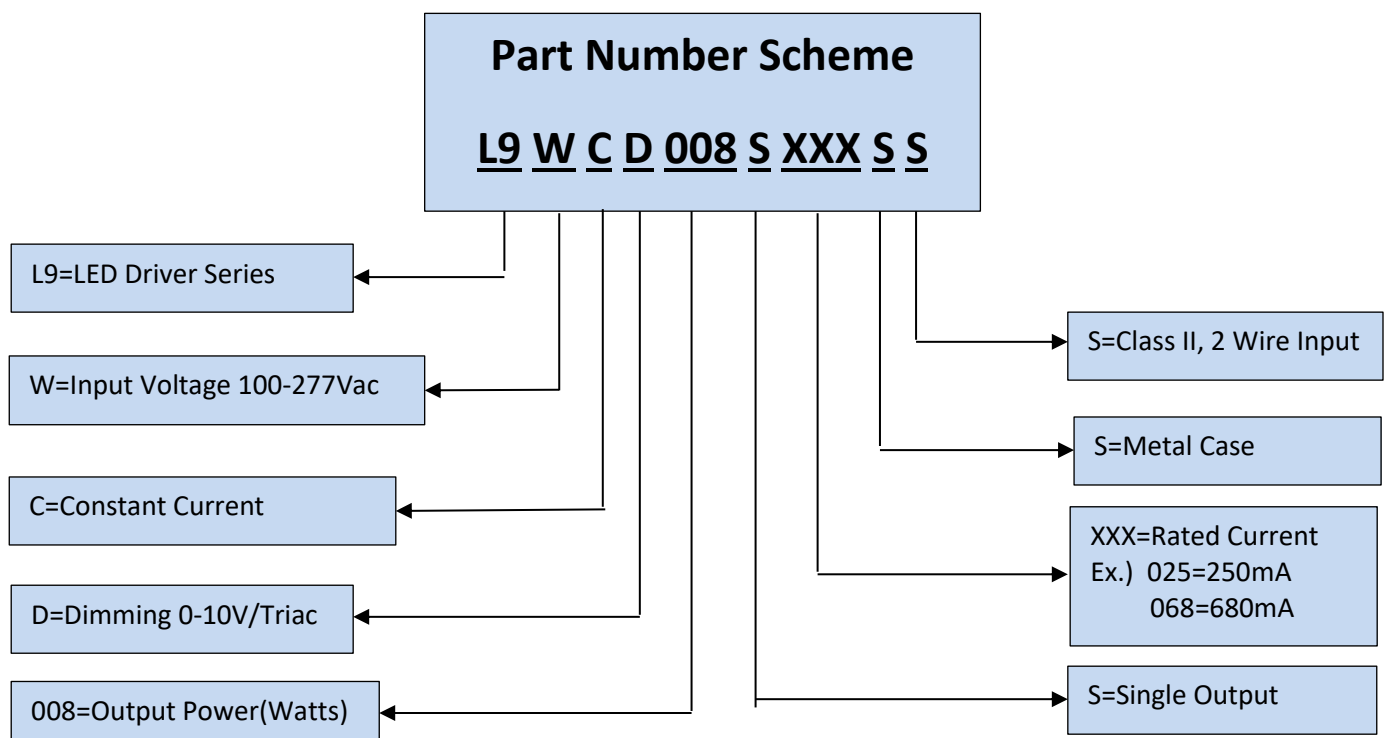 Part Number Scheme
L9 W C D 008 S XXX S S
L9=LED Driver Series
W=Input Voltage 100-277Vac
C=Constant Current
D=Dimming 0-10V/Triac
008=Output Power(Watts)
S=Class II, 2 Wire Input
S=Metal Case
XXX=Rated Current
Ex.) 025=250mA
068=680mA
S=Single Output